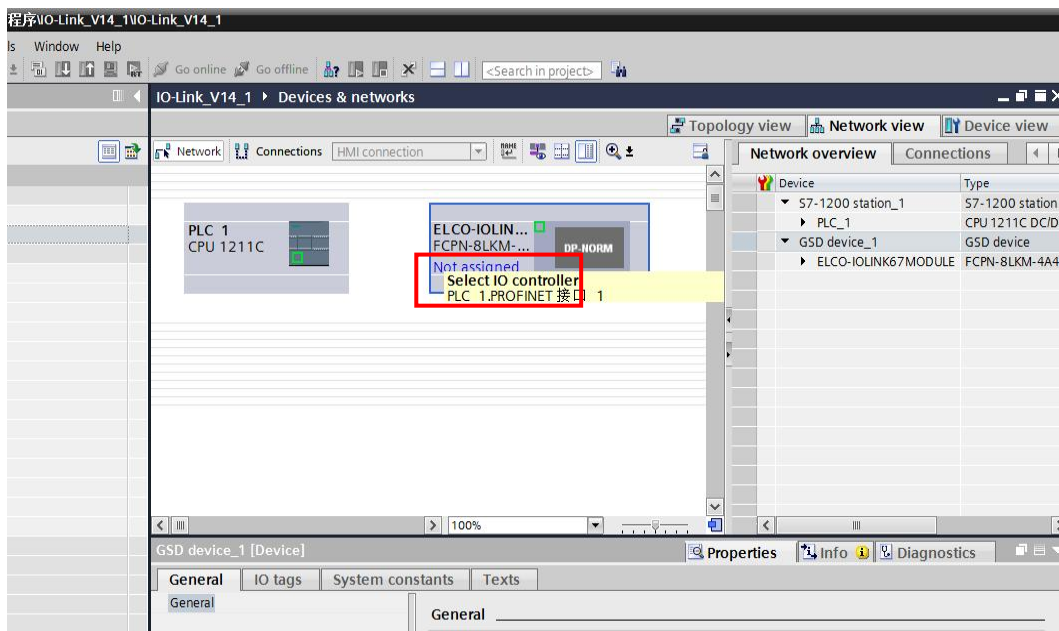 程序\IO-Link_V14_1\IO-Link_V14_1
ls Window Help
Go online Go offline <Search in project>
IO-Link_V14_1 Devices & networks
Topology view Network view Device view
Network Connections HMI connection
Network overview Connections
Device Type
S7-1200 station_1 S7-1200 station
PLC_1 CPU 1211C DC/D
GSD device_1 GSD device
ELCO-IOLINK67MODULE FCPN-8LKM-4A4
PLC_1
CPU 1211C
ELCO-IOLIN...
FCPN-8LKM-...
DP-NORM
Not assigned
Select IO controller
PLC_1.PROFINET 接口_1
100%
GSD device_1 [Device]
Properties Info Diagnostics
General IO tags System constants Texts
General
General